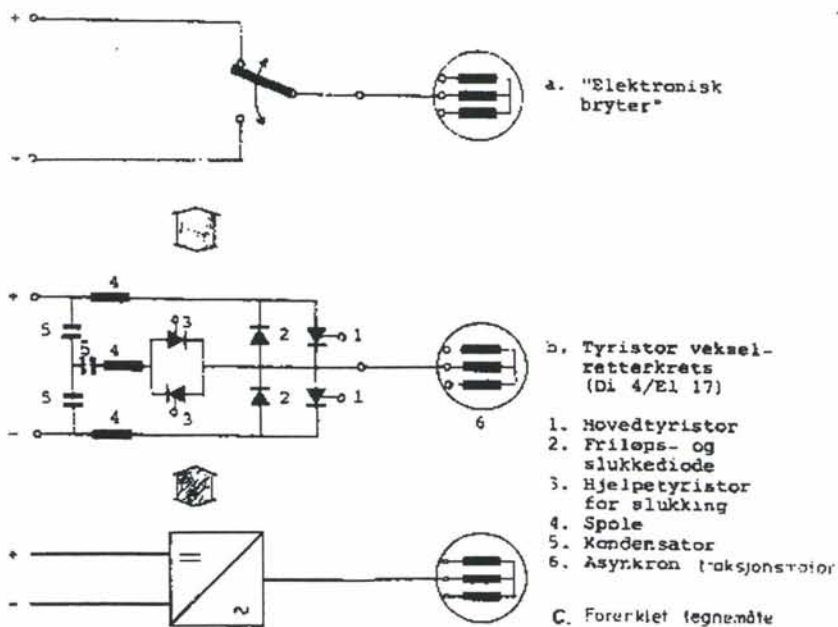 +
a. "Elektronisk
bryter"
-
+
4
5
3
5
4
2
1
b. Tyristor veksel-
retterkrets
(Di 4/El 17)
5
3
2
1
-
4
6
1. Hovedtyristor
2. Friløps- og
slukkediode
3. Hjelpetyristor
for slukking
4. Spole
5. Kondensator
6. Asynkron traksjonsmotor
+
=
-
~
C. Forenklet tegnemåte